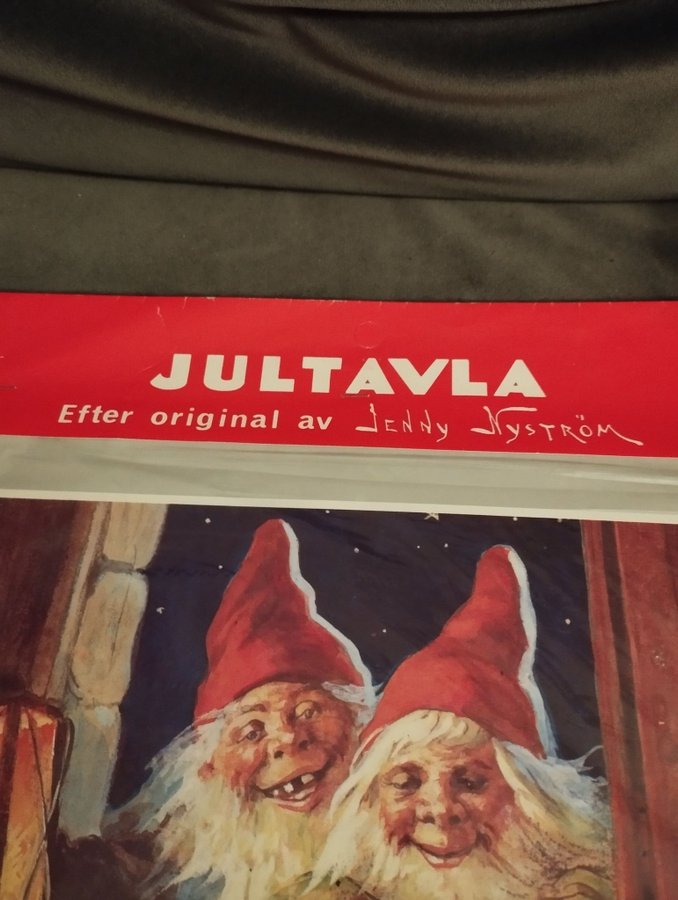 JULTAVLA
Efter original av JENNY NYSTRÖM